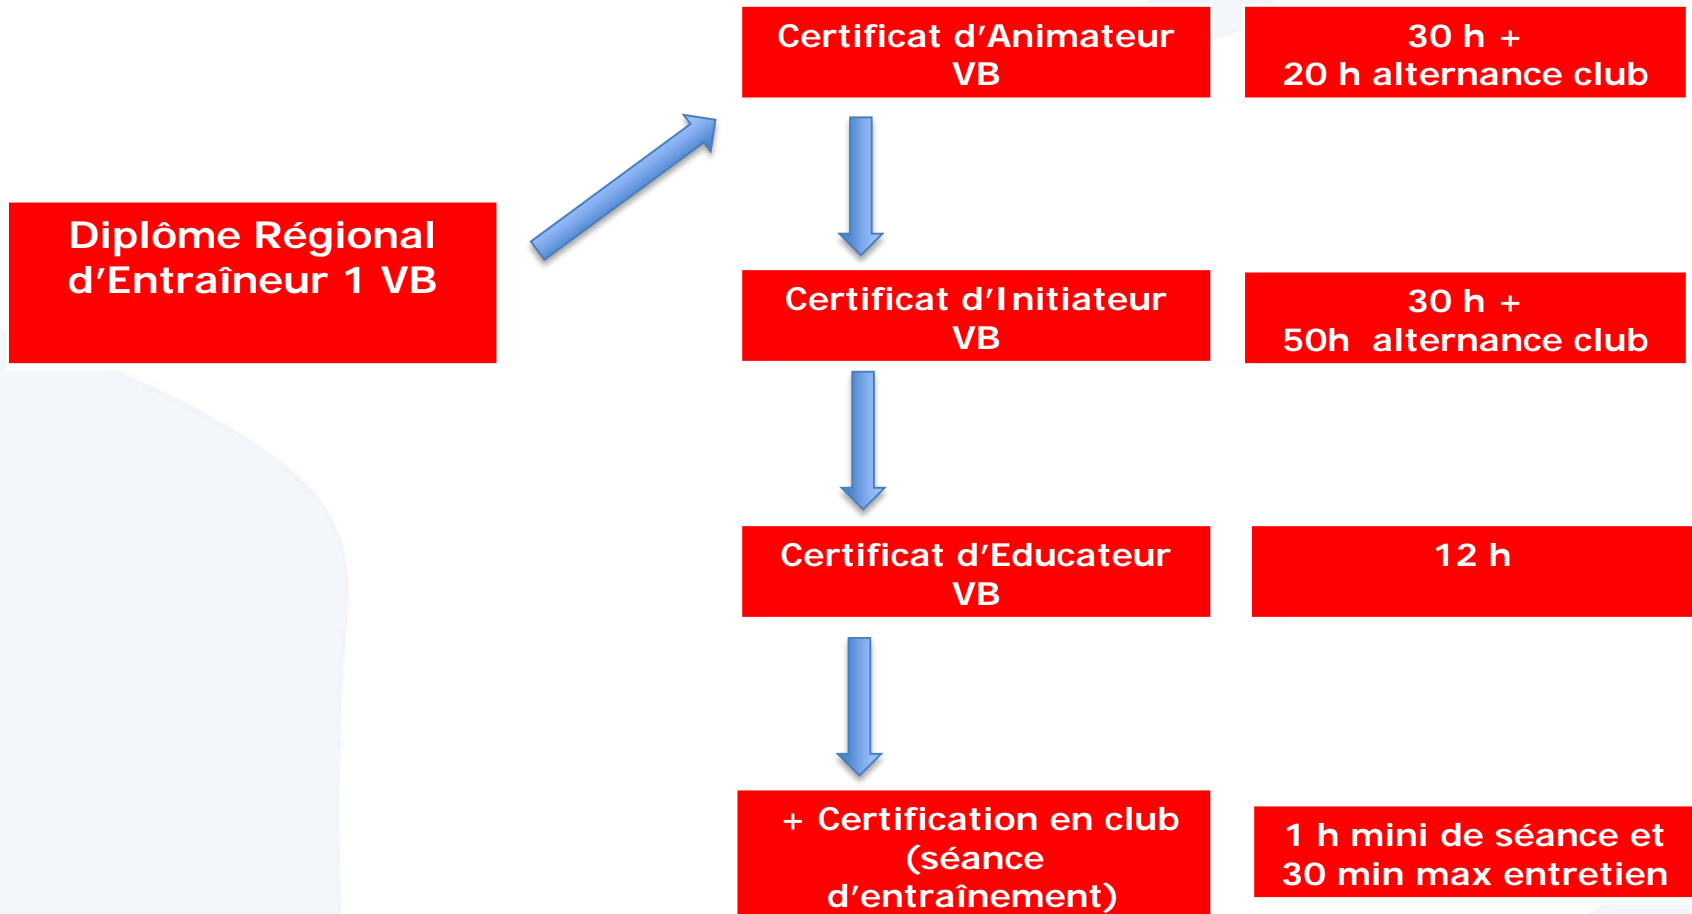 Certificat d'Animateur
VB
30 h +
20 h alternance club
Diplôme Régional
d'Entraîneur 1 VB
Certificat d'Initiateur
VB
30 h +
50h  alternance club
Certificat d'Educateur
VB
12 h
+ Certification en club
(séance
d'entraînement)
1 h mini de séance et
30 min max entretien